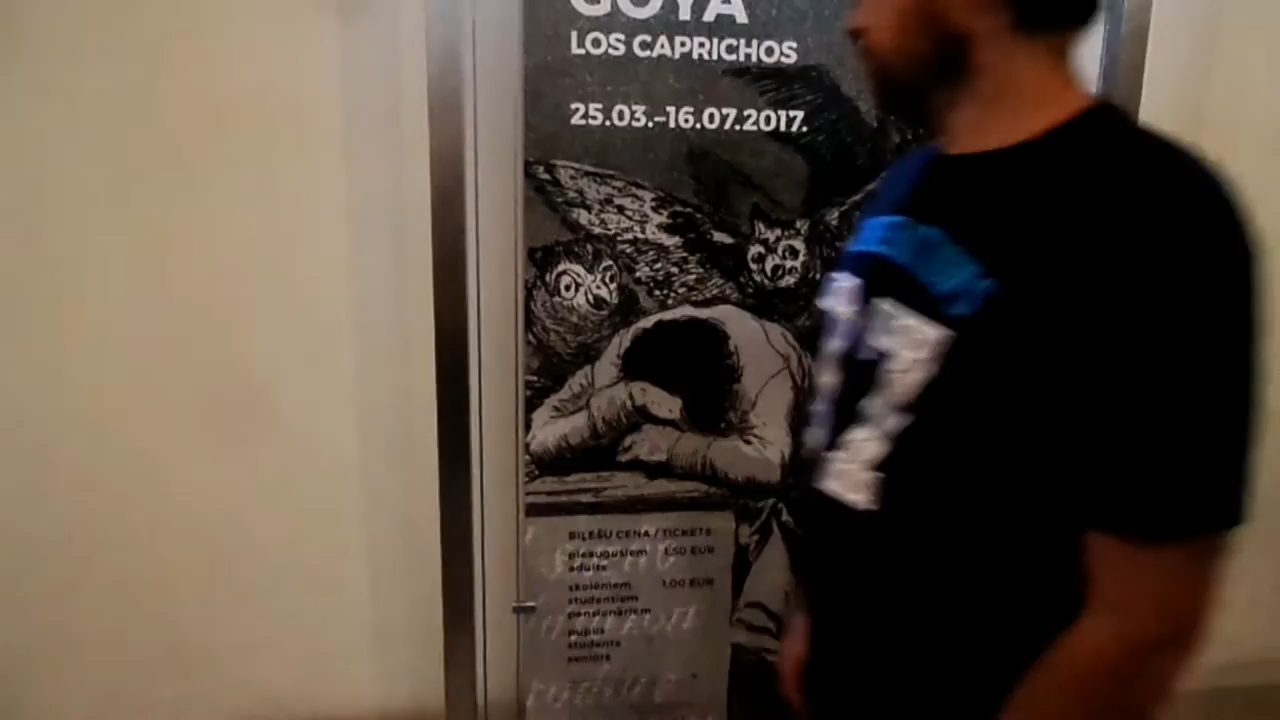 GOYA
LOS CAPRICHOS
25.03.-16.07.2017.
17
BIĻEŠU CENA / TICKETS
pieaugušiem 1.50 EUR
adults
skolēniem 1.00 EUR
studentiem
pensionāriem
pupils
students
seniors